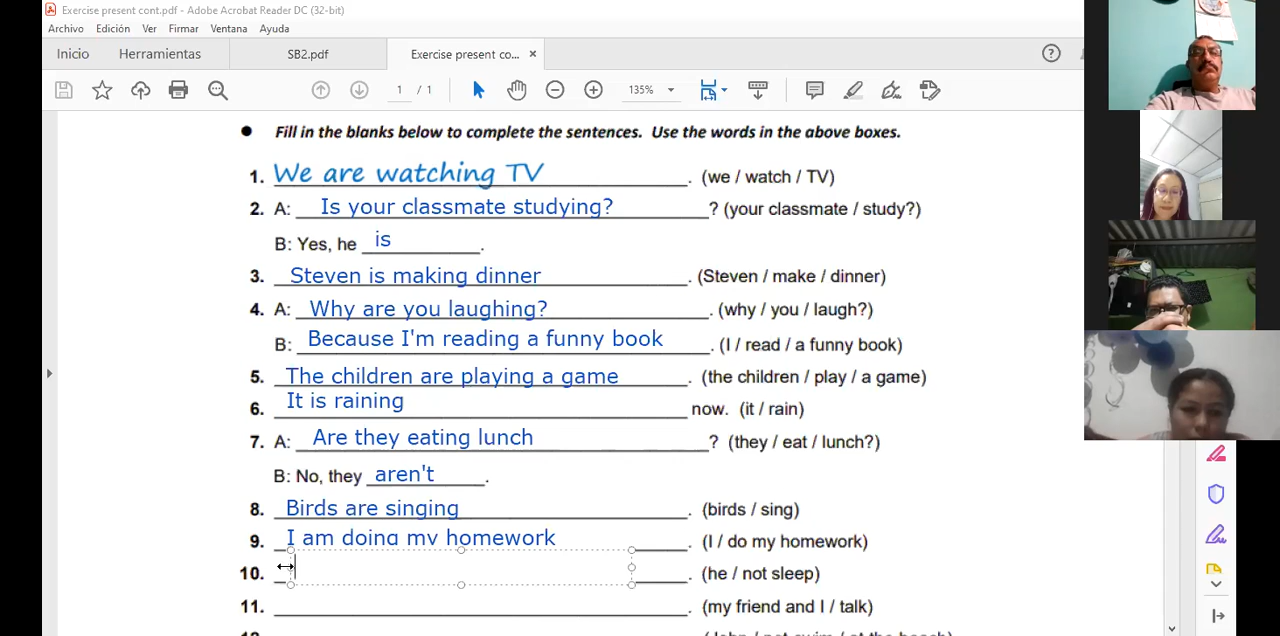 Exercise present cont.pdf - Adobe Acrobat Reader DC (32-bit)
Archivo Edición Ver Firmar Ventana Ayuda
Inicio Herramientas SB2.pdf Exercise present co... ×
1 / 1 135%
● Fill in the blanks below to complete the sentences. Use the words in the above boxes.
1. We are watching TV. (we / watch / TV)
2. A: Is your classmate studying? ? (your classmate / study?)
B: Yes, he is.
3. Steven is making dinner. (Steven / make / dinner)
4. A: Why are you laughing?. (why / you / laugh?)
B: Because I'm reading a funny book. (I / read / a funny book)
5. The children are playing a game. (the children / play / a game)
6. It is raining now. (it / rain)
7. A: Are they eating lunch ? (they / eat / lunch?)
B: No, they aren't.
8. Birds are singing. (birds / sing)
9. I am doing my homework. (I / do my homework)
10. . (he / not sleep)
11. . (my friend and I / talk)